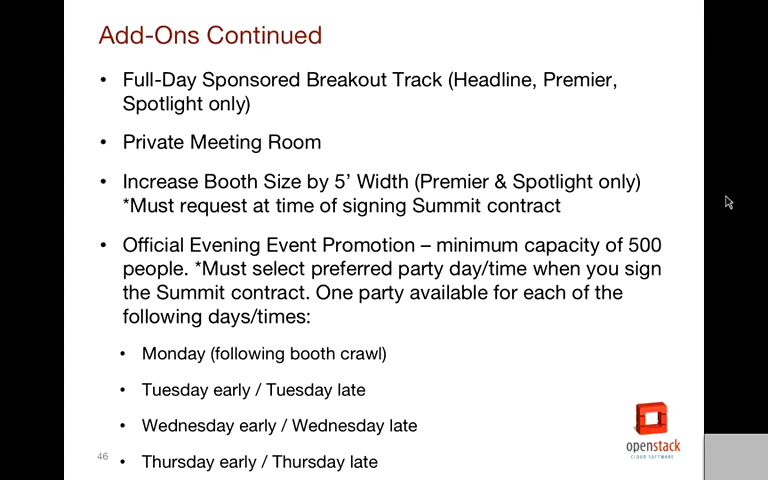 Add-Ons Continued
• Full-Day Sponsored Breakout Track (Headline, Premier,
Spotlight only)
• Private Meeting Room
• Increase Booth Size by 5’ Width (Premier & Spotlight only)
*Must request at time of signing Summit contract
• Official Evening Event Promotion – minimum capacity of 500
people. *Must select preferred party day/time when you sign
the Summit contract. One party available for each of the
following days/times:
• Monday (following booth crawl)
• Tuesday early / Tuesday late
• Wednesday early / Wednesday late
• Thursday early / Thursday late
46
openstack
CLOUD SOFTWARE